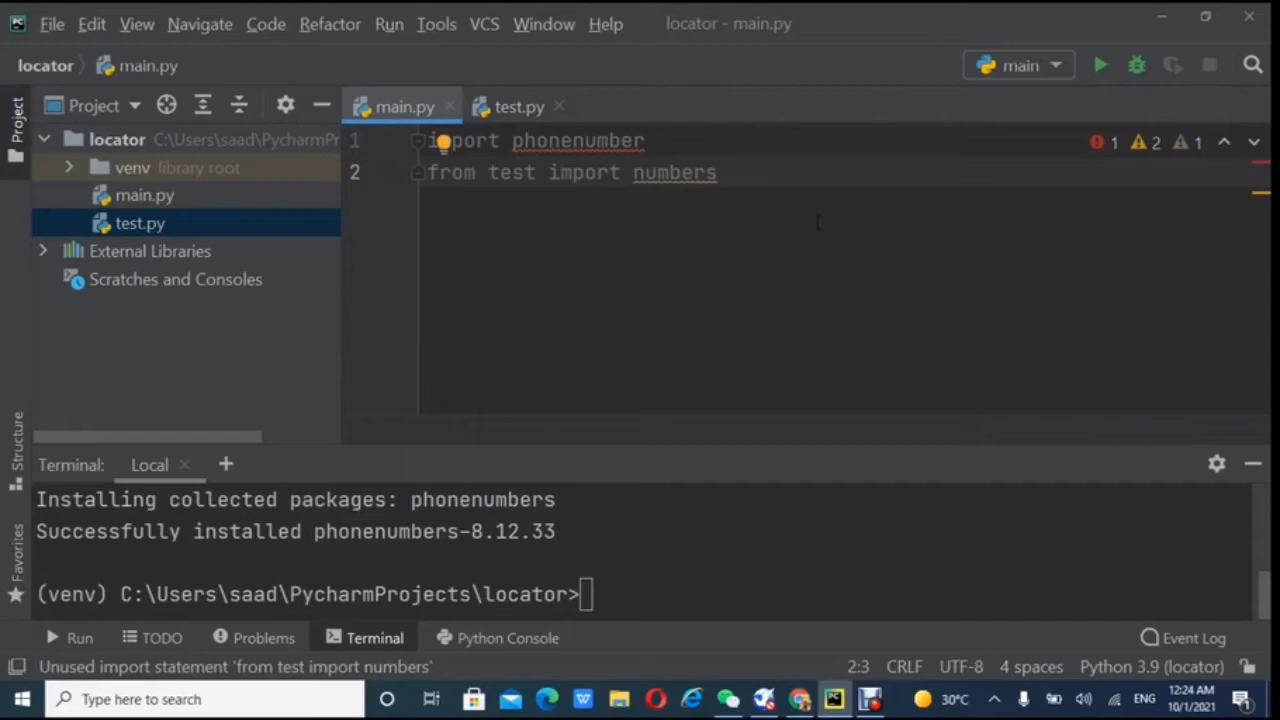 File Edit View Navigate Code Refactor Run Tools VCS Window Help locator - main.py
locator main.py main
Project
Project main.py test.py
locator C:\Users\saad\PycharmPr
1 import phonenumber 1 2 1
venv library root
2 from test import numbers
main.py
test.py
External Libraries
Scratches and Consoles
Structure
Terminal: Local +
Installing collected packages: phonenumbers
Successfully installed phonenumbers-8.12.33
Favorites
(venv) C:\Users\saad\PycharmProjects\locator>
Run TODO Problems Terminal Python Console Event Log
Unused import statement 'from test import numbers' 2:3 CRLF UTF-8 4 spaces Python 3.9 (locator)
Type here to search 30°C ENG 12:24 AM
10/1/2021